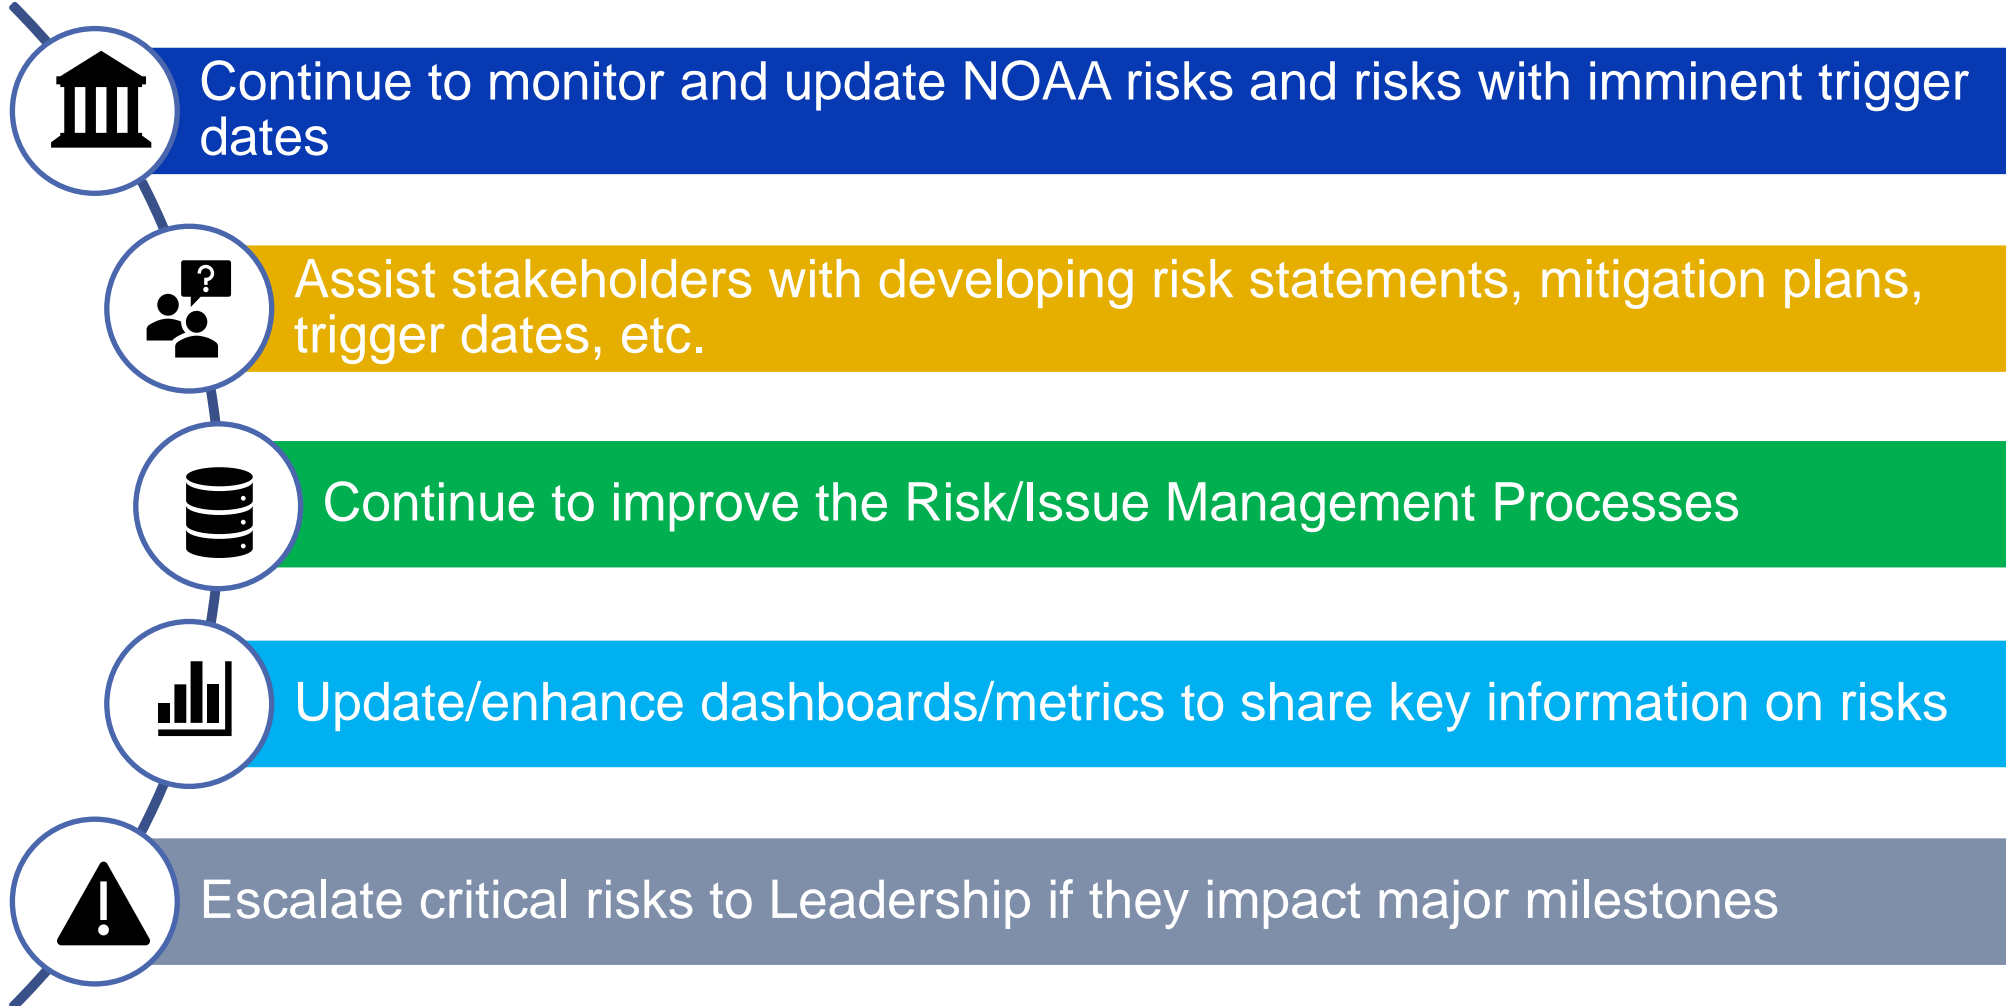 Continue to monitor and update NOAA risks and risks with imminent trigger
dates
?
Assist stakeholders with developing risk statements, mitigation plans,
trigger dates, etc.
Continue to improve the Risk/Issue Management Processes
Update/enhance dashboards/metrics to share key information on risks
!
Escalate critical risks to Leadership if they impact major milestones